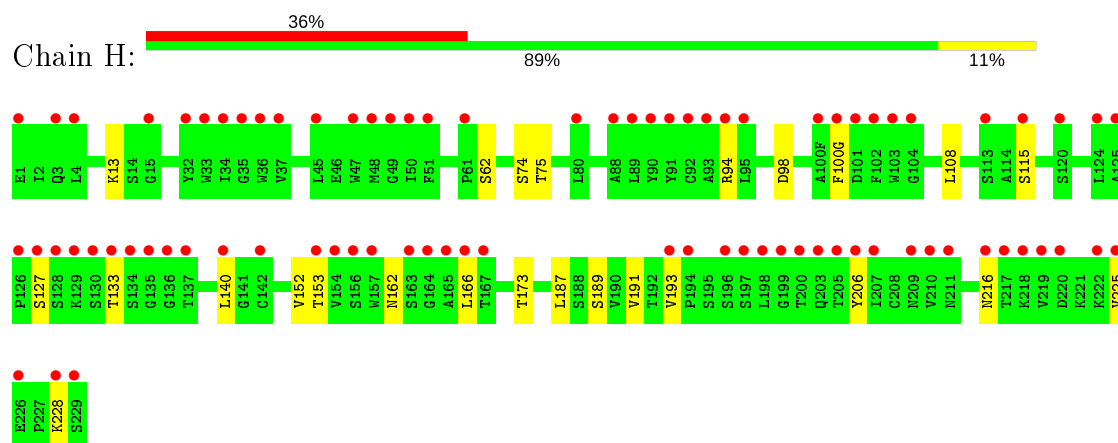 36%
Chain H:
89% 11%
E1 I2 Q3 L4 K13 S14 G15 Y32 W33 I34 G35 W36 V37 L45 E46 W47 M48 G49 I50 F51 P61 S62 S74 T75 L80 A88 L89 Y90 Y91 C92 A93 R94 L95 D98 A100F F100G D101 F102 W103 G104 L108 S113 A114 S115 S120 L124 A125
P126 S127 S128 K129 S130 T133 S134 G135 G136 T137 L140 G141 C142 V152 T153 V154 S156 W157 N162 S163 G164 A165 L166 T167 T173 L187 S188 S189 V190 V191 T192 V193 P194 S195 S196 S197 L198 G199 T200 Q203 T205 Y206 I207 C208 N209 V210 N211 N216 T217 K218 V219 D220 K221 K222 V225
E226 P227 K228 S229